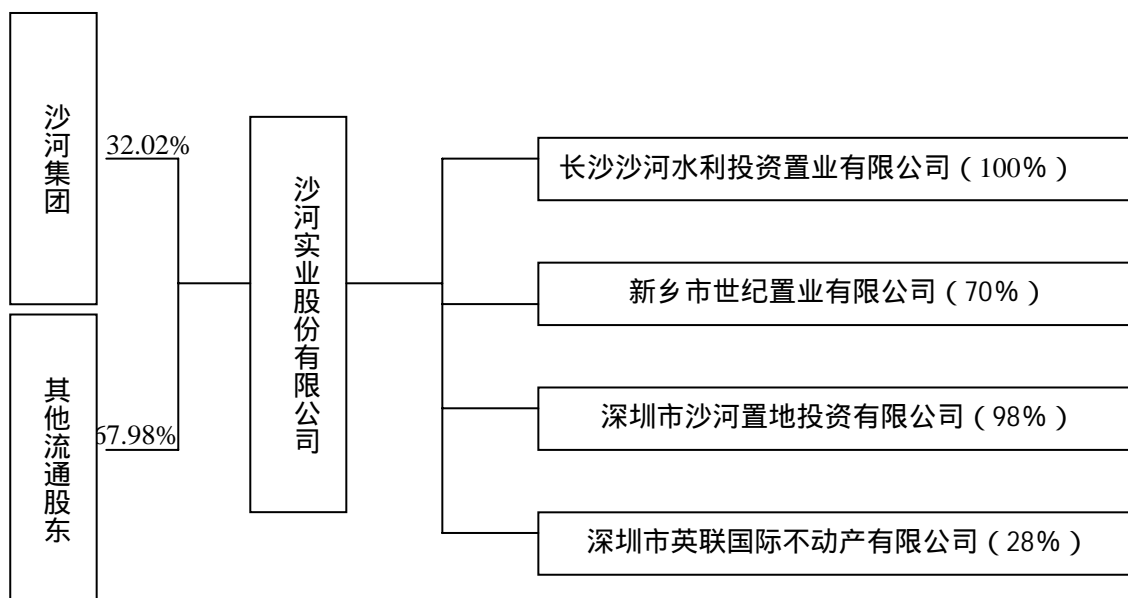 沙河集团
32.02%
其他流通股东
67.98%
沙河实业股份有限公司
长沙沙河水利投资置业有限公司（100%）
新乡市世纪置业有限公司（70%）
深圳市沙河置地投资有限公司（98%）
深圳市英联国际不动产有限公司（28%）